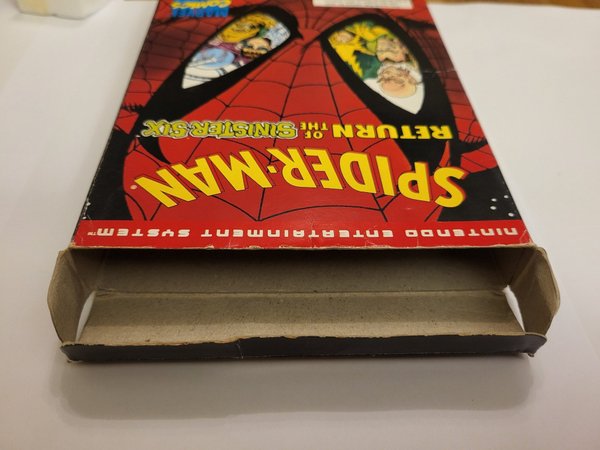 NINTENDO ENTERTAINMENT SYSTEM™
SPIDER-MAN®
RETURN OF THE SINISTER SIX
MARVEL COMICS